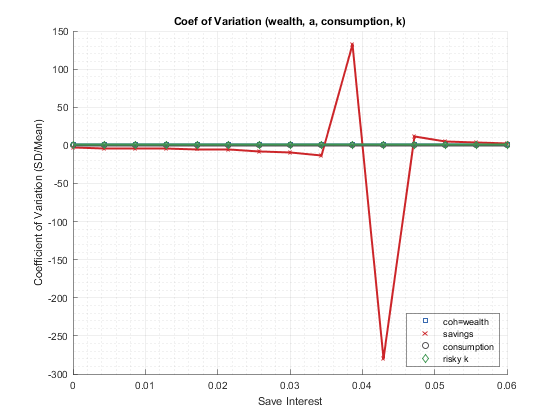 Coef of Variation (wealth, a, consumption, k)
150
100
50
0
-50
-100
-150
-200
-250
-300
Coefficient of Variation (SD/Mean)
0
0.01
0.02
0.03
0.04
0.05
0.06
Save Interest
coh=wealth
savings
consumption
risky k